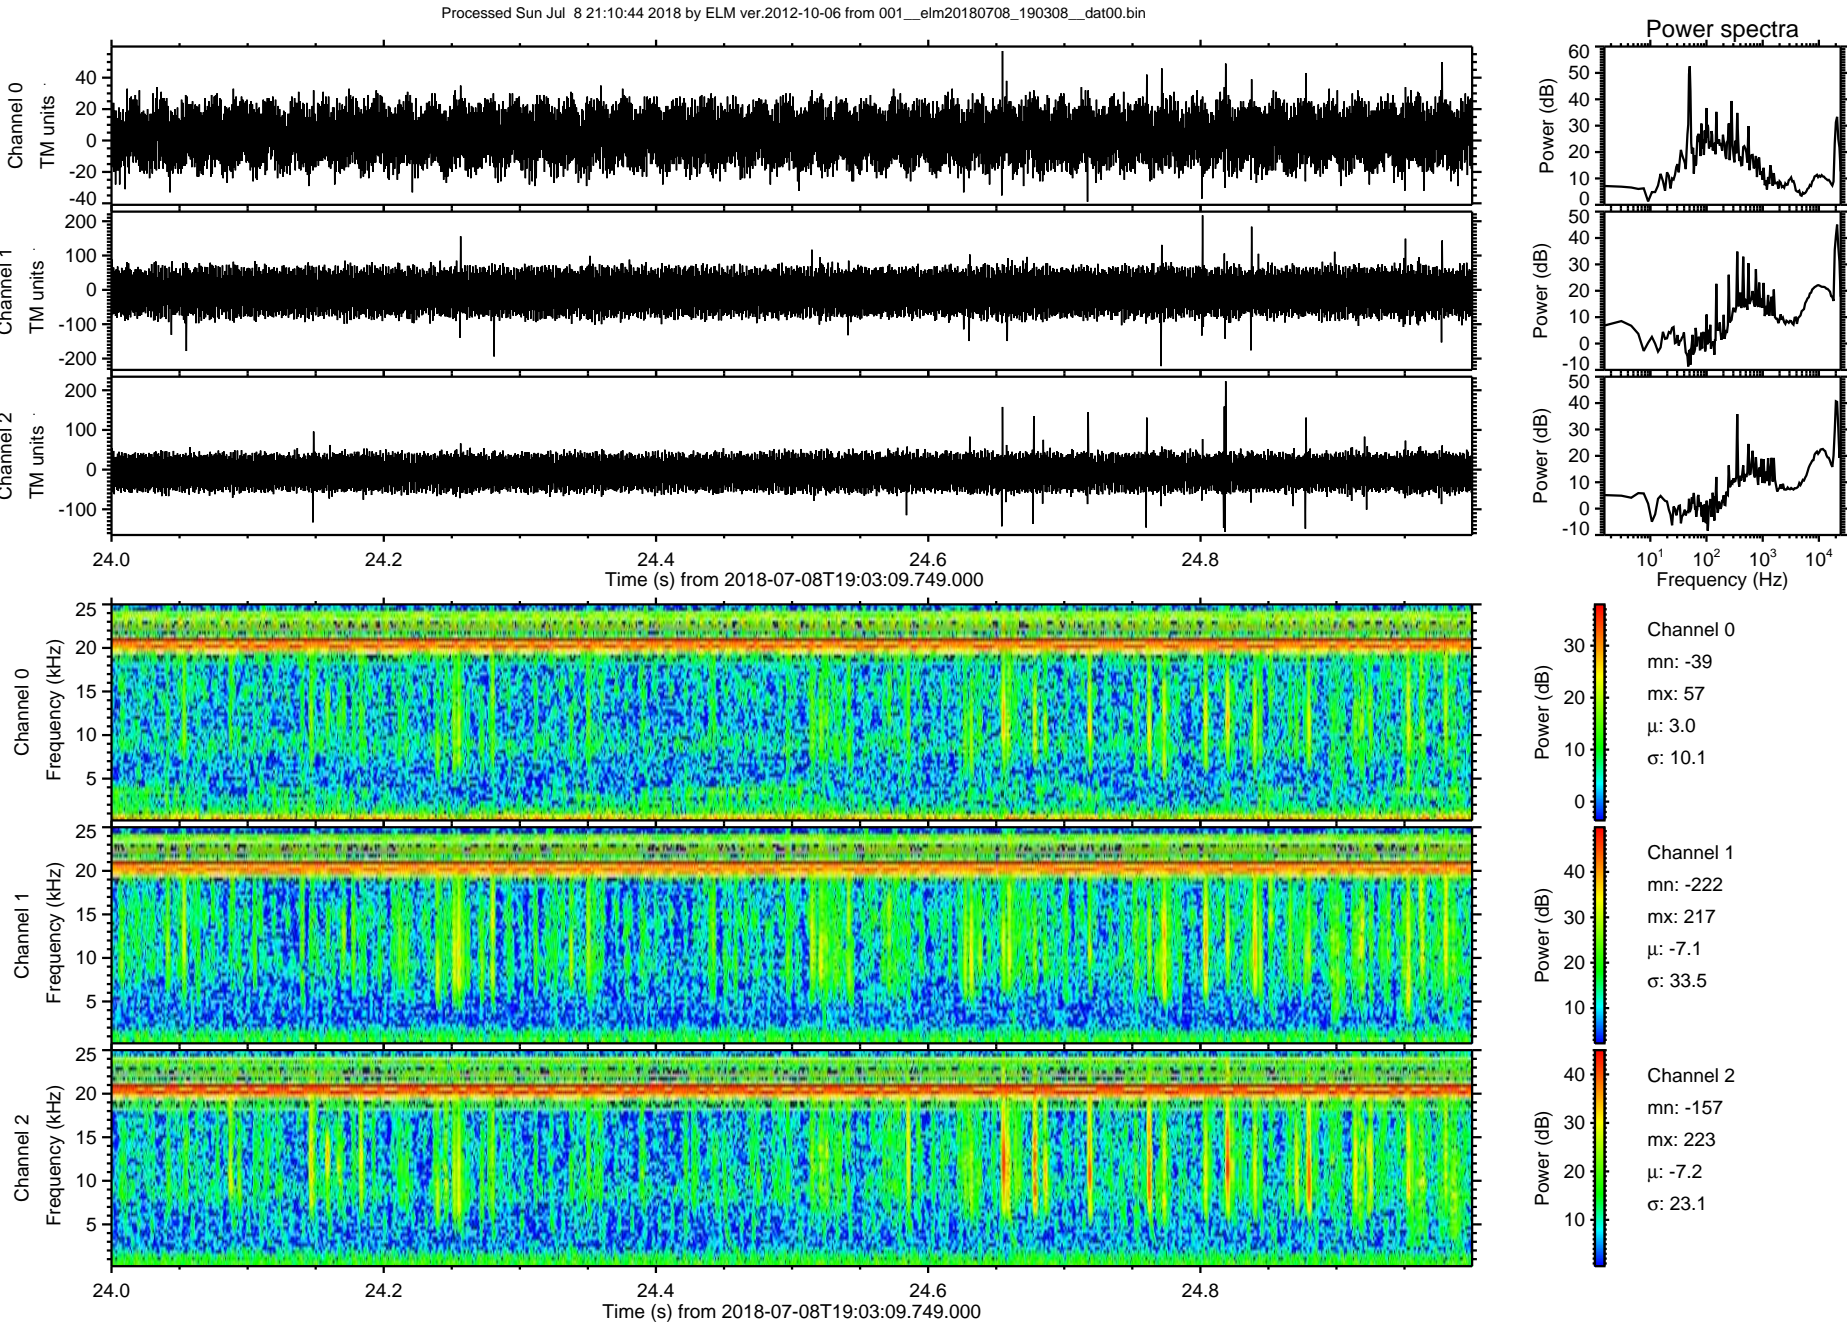 Processed Sun Jul 8 21:10:44 2018 by ELM ver.2012-10-06 from 001__elm20180708_190308__dat00.bin
Power spectra
Channel 0
TM units
40
20
0
-20
-40
Power (dB)
60
50
40
30
20
10
0
Channel 1
TM units
200
100
0
-100
-200
Power (dB)
50
40
30
20
10
0
-10
Channel 2
TM units
200
100
0
-100
Power (dB)
50
40
30
20
10
0
-10
24.0 24.2 24.4 24.6 24.8
Time (s) from 2018-07-08T19:03:09.749.000
10^1 10^2 10^3 10^4
Frequency (Hz)
Channel 0
Frequency (kHz)
25
20
15
10
5
Power (dB)
30
20
10
0
Channel 0
mn: -39
mx: 57
μ: 3.0
σ: 10.1
Channel 1
Frequency (kHz)
25
20
15
10
5
Power (dB)
40
30
20
10
Channel 1
mn: -222
mx: 217
μ: -7.1
σ: 33.5
Channel 2
Frequency (kHz)
25
20
15
10
5
Power (dB)
40
30
20
10
Channel 2
mn: -157
mx: 223
μ: -7.2
σ: 23.1
24.0 24.2 24.4 24.6 24.8
Time (s) from 2018-07-08T19:03:09.749.000